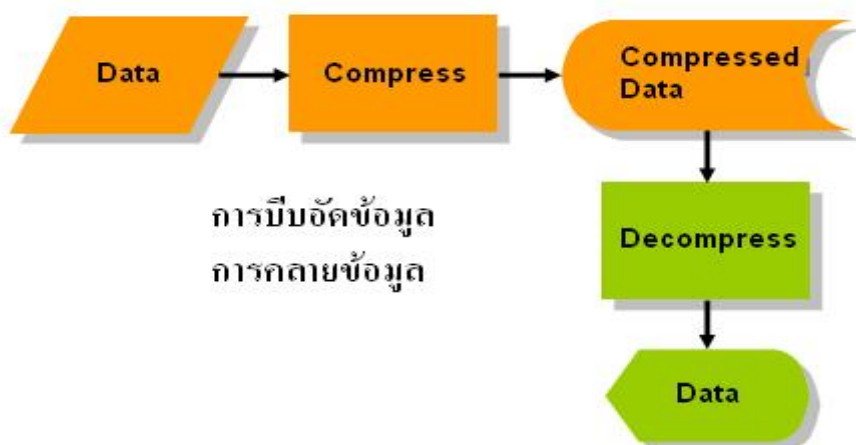 Data
Compress
Compressed
Data
การบีบอัดข้อมูล
การคลายข้อมูล
Decompress
Data